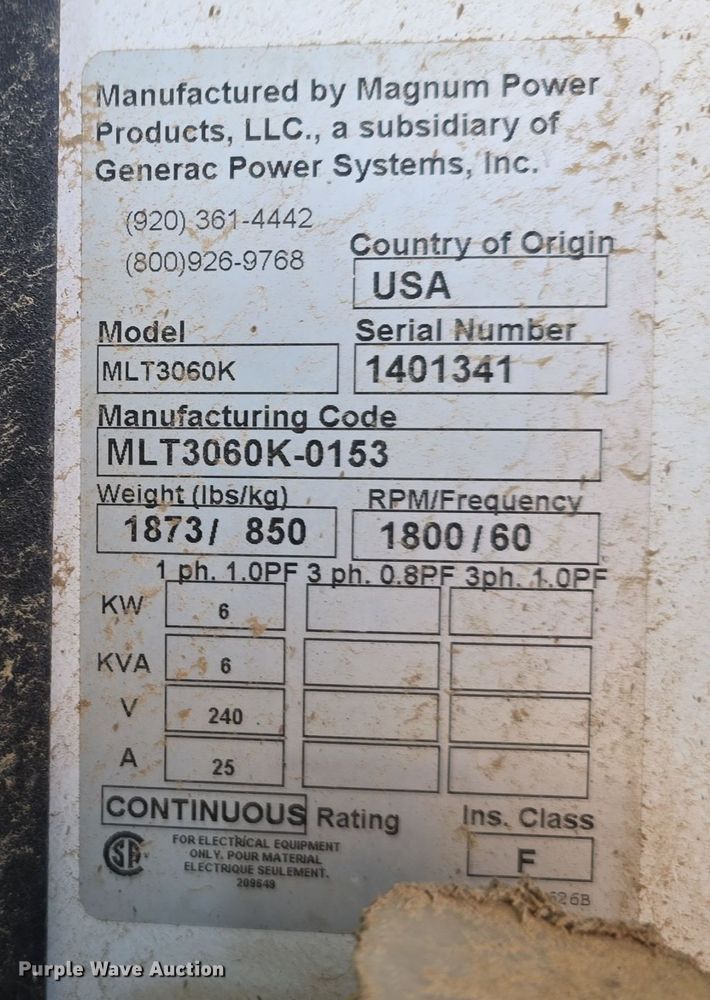 Manufactured by Magnum Power
Products, LLC., a subsidiary of
Generac Power Systems, Inc.
(920) 361-4442
(800)926-9768
Country of Origin
USA
Model
Serial Number
MLT3060K
1401341
Manufacturing Code
MLT3060K-0153
Weight (lbs/kg)
RPM/Frequency
1873/ 850
1800/60
1 ph. 1.0PF 3 ph. 0.8PF 3ph. 1.0PF
KW 6
KVA 6
V 240
A 25
CONTINUOUS Rating
Ins. Class
F
SA
FOR ELECTRICAL EQUIPMENT
ONLY. POUR MATERIAL
ELECTRIQUE SEULEMENT.
209649
Purple Wave Auction